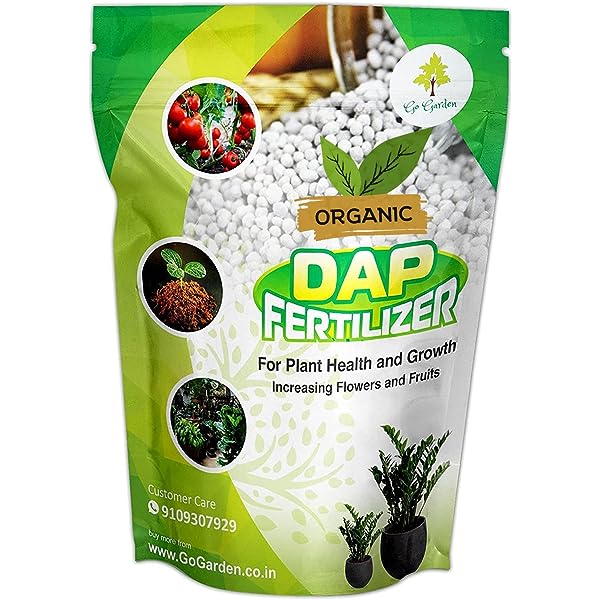 Go Garden
ORGANIC
DAP
FERTILIZER
For Plant Health and Growth
Increasing Flowers and Fruits
Customer Care
9109307929
buy more from
www.GoGarden.co.in